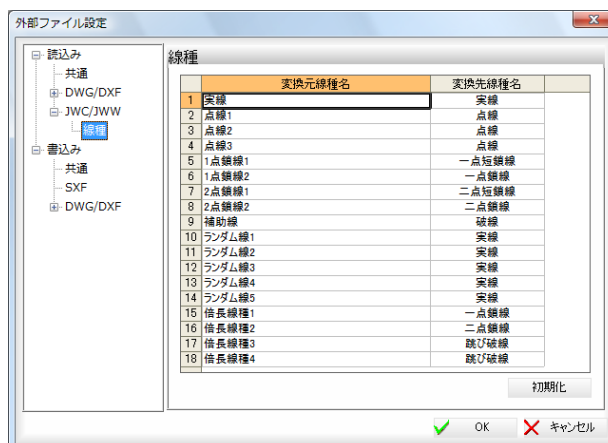 外部ファイル設定
読込み
共通
DWG/DXF
JWC/JWW
線種
書込み
共通
SXF
DWG/DXF
線種
変換元線種名 変換先線種名
1 実線 実線
2 点線1 点線
3 点線2 点線
4 点線3 点線
5 1点鎖線1 一点短鎖線
6 1点鎖線2 一点鎖線
7 2点鎖線1 二点短鎖線
8 2点鎖線2 二点鎖線
9 補助線 破線
10 ランダム線1 実線
11 ランダム線2 実線
12 ランダム線3 実線
13 ランダム線4 実線
14 ランダム線5 実線
15 倍長線種1 一点鎖線
16 倍長線種2 二点鎖線
17 倍長線種3 跳び破線
18 倍長線種4 跳び破線
初期化
OK キャンセル